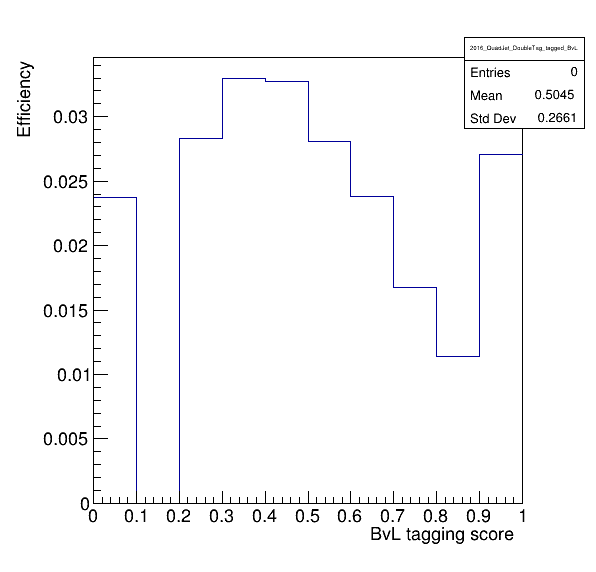 2016_QuadJet_DoubleTag_tagged_BvL
Entries 0
Mean 0.5045
Std Dev 0.2661
Efficiency
0.03
0.025
0.02
0.015
0.01
0.005
0
0 0.1 0.2 0.3 0.4 0.5 0.6 0.7 0.8 0.9 1
BvL tagging score